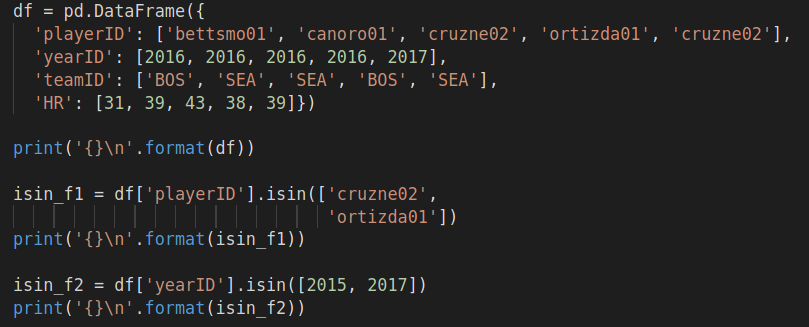 df = pd.DataFrame({
  'playerID': ['bettsmo01', 'canoro01', 'cruzne02', 'ortizda01', 'cruzne02'],
  'yearID': [2016, 2016, 2016, 2016, 2017],
  'teamID': ['BOS', 'SEA', 'SEA', 'BOS', 'SEA'],
  'HR': [31, 39, 43, 38, 39]})

print('{}\n'.format(df))

isin_f1 = df['playerID'].isin(['cruzne02',
                               'ortizda01'])
print('{}\n'.format(isin_f1))

isin_f2 = df['yearID'].isin([2015, 2017])
print('{}\n'.format(isin_f2))